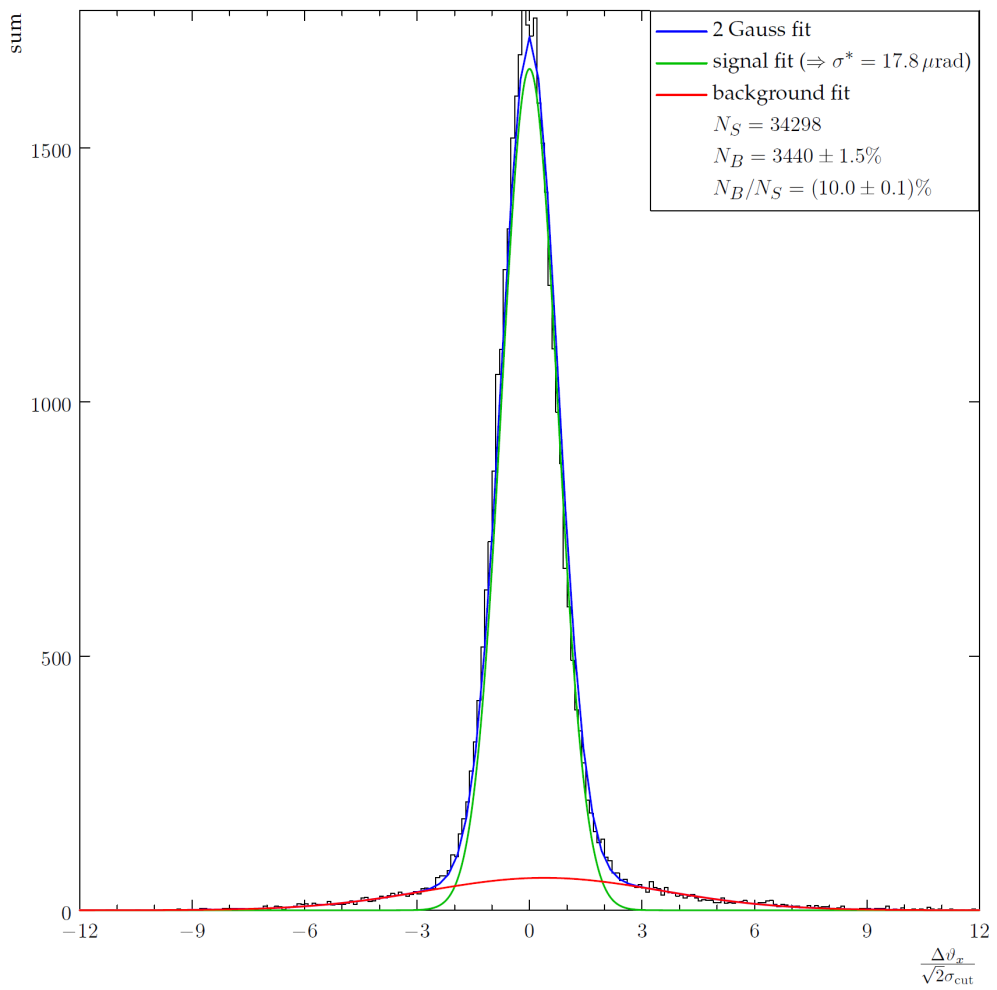 sum
2 Gauss fit
signal fit (⇒ σ* = 17.8 μrad)
background fit
N_S = 34298
N_B = 3440 ± 1.5%
N_B/N_S = (10.0 ± 0.1)%
1500
1000
500
0
−12 −9 −6 −3 0 3 6 9 12
Δϑ_x
√2σ_cut